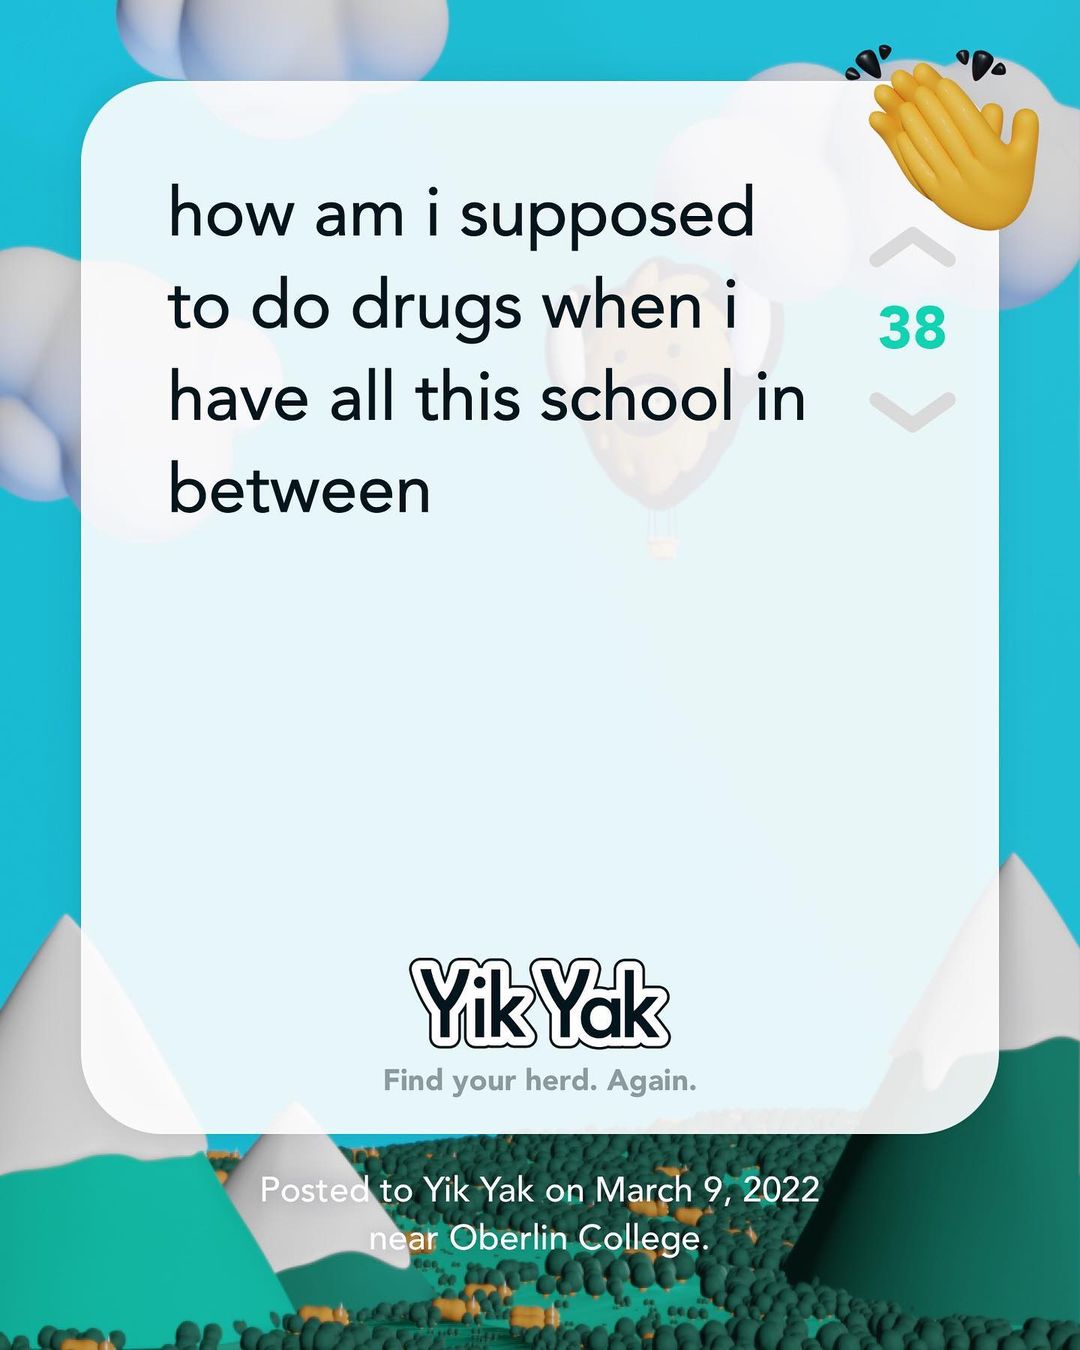 how am i supposed
to do drugs when i
have all this school in
between
38
Yik Yak
Find your herd. Again.
Posted to Yik Yak on March 9, 2022
near Oberlin College.